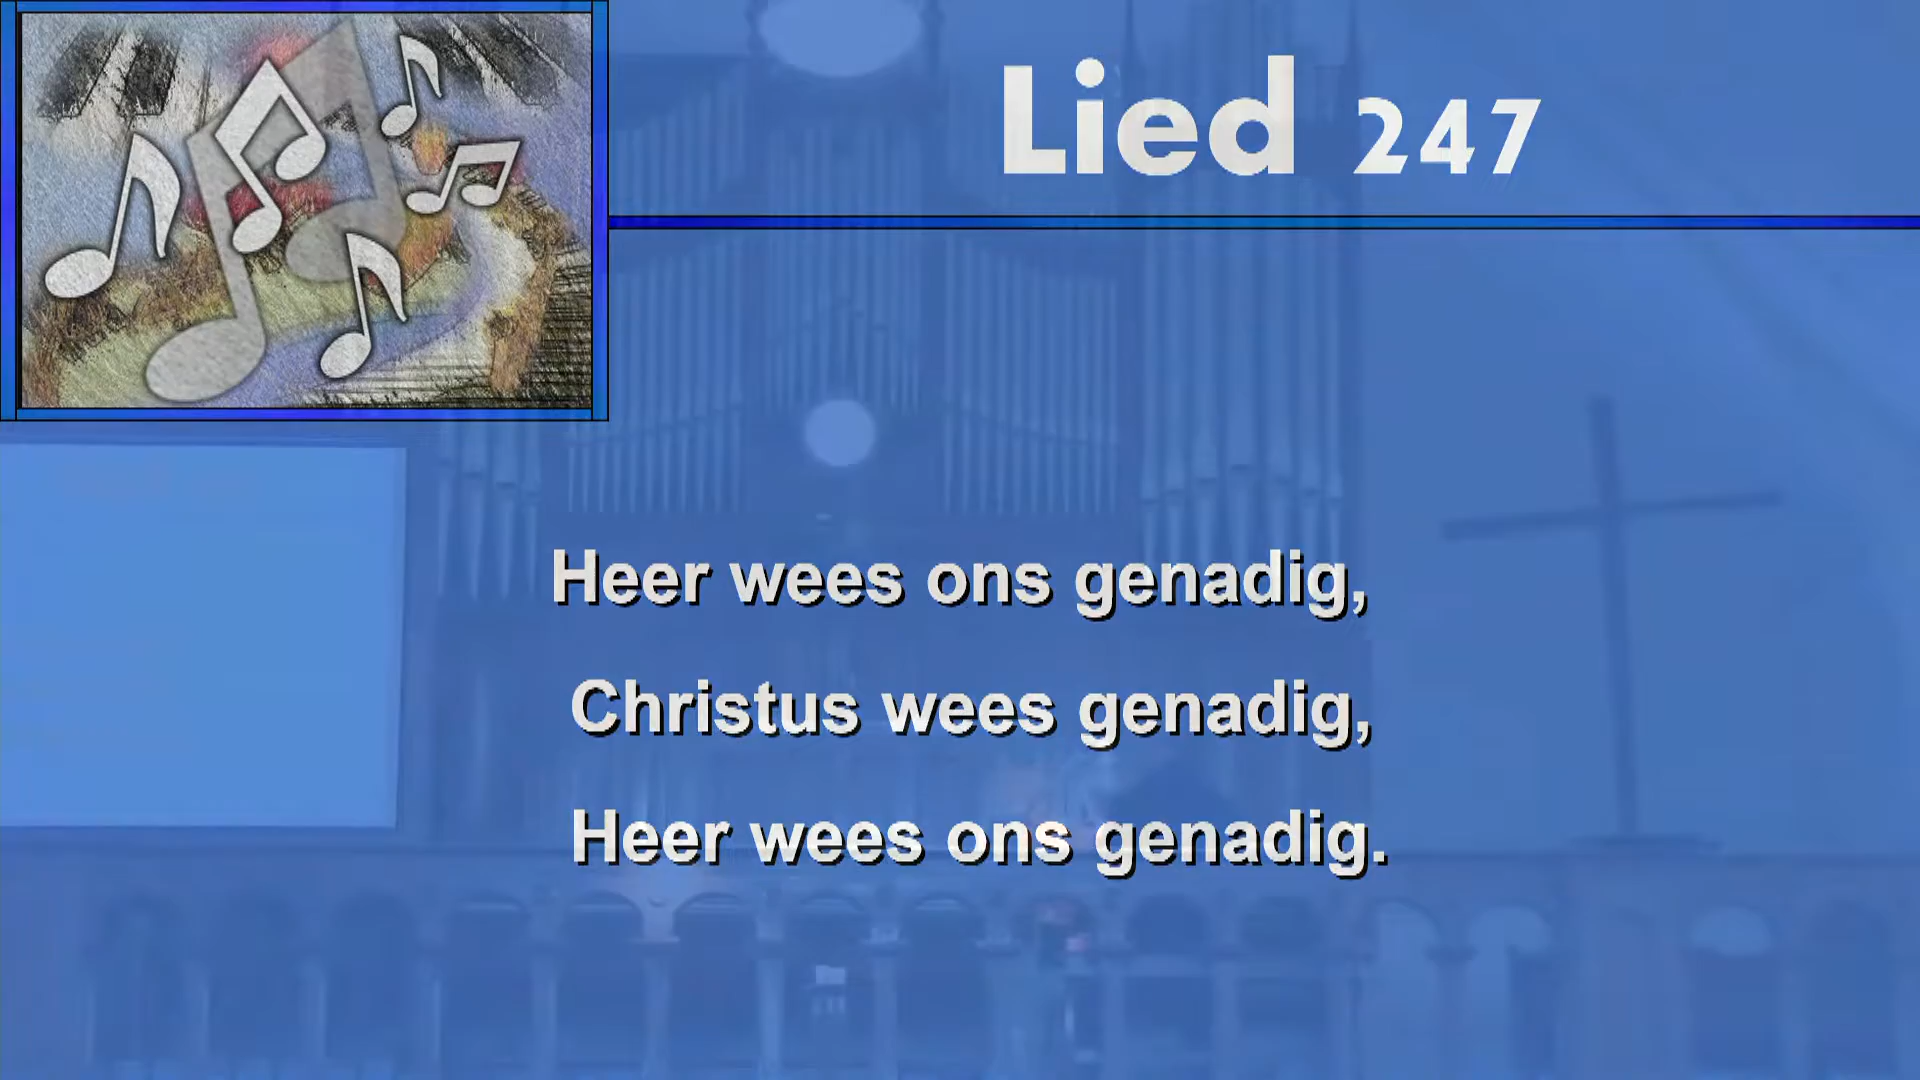 Lied 247
Heer wees ons genadig,
Christus wees genadig,
Heer wees ons genadig.